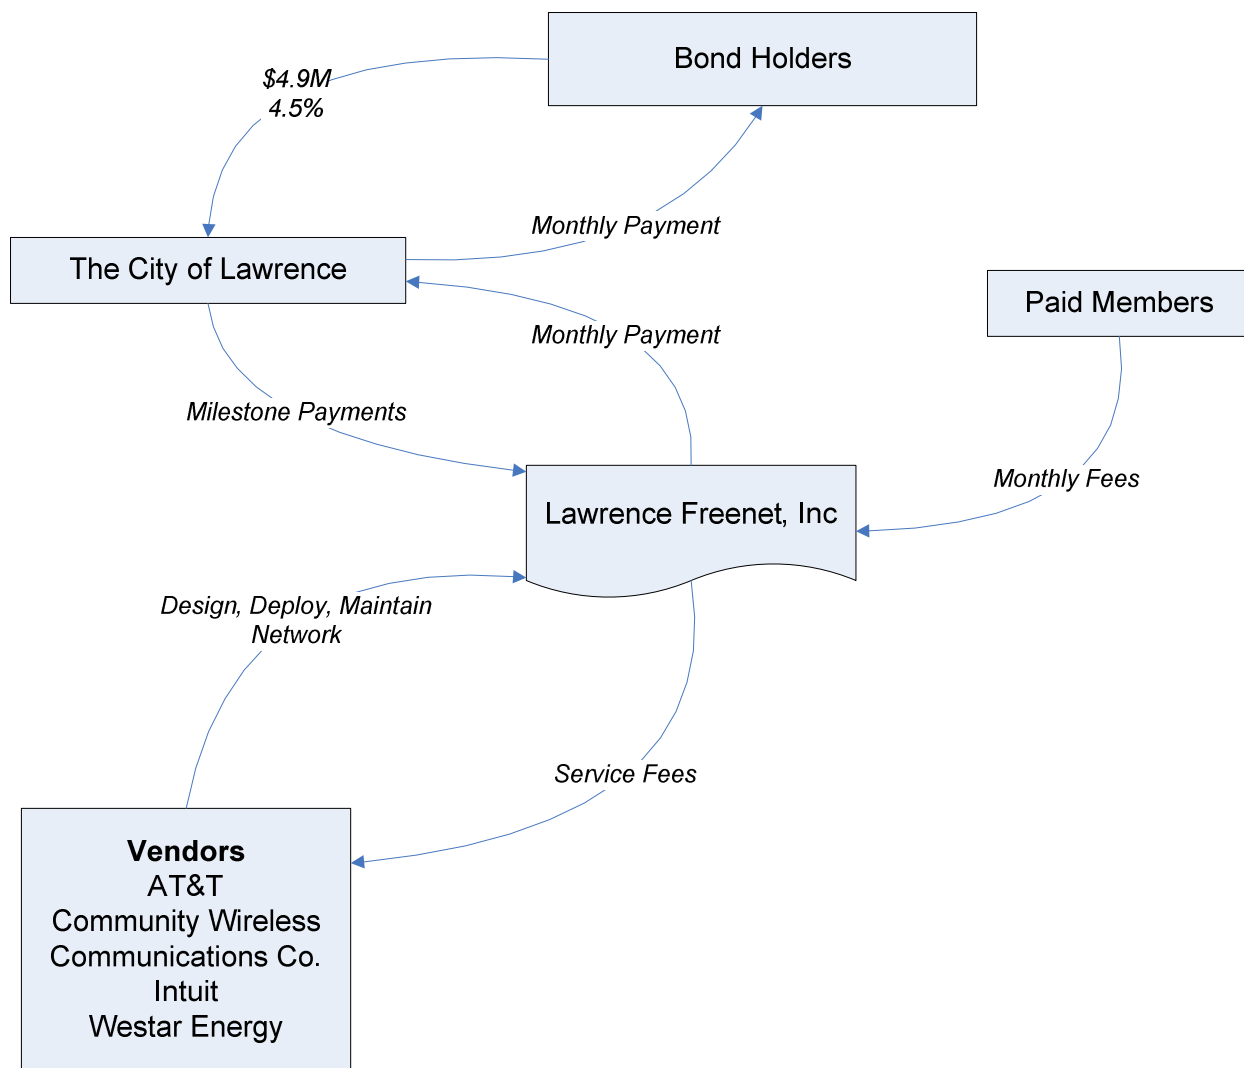 Bond Holders
$4.9M
4.5%
Monthly Payment
The City of Lawrence
Paid Members
Monthly Payment
Milestone Payments
Monthly Fees
Lawrence Freenet, Inc
Design, Deploy, Maintain
Network
Service Fees
Vendors
AT&T
Community Wireless
Communications Co.
Intuit
Westar Energy